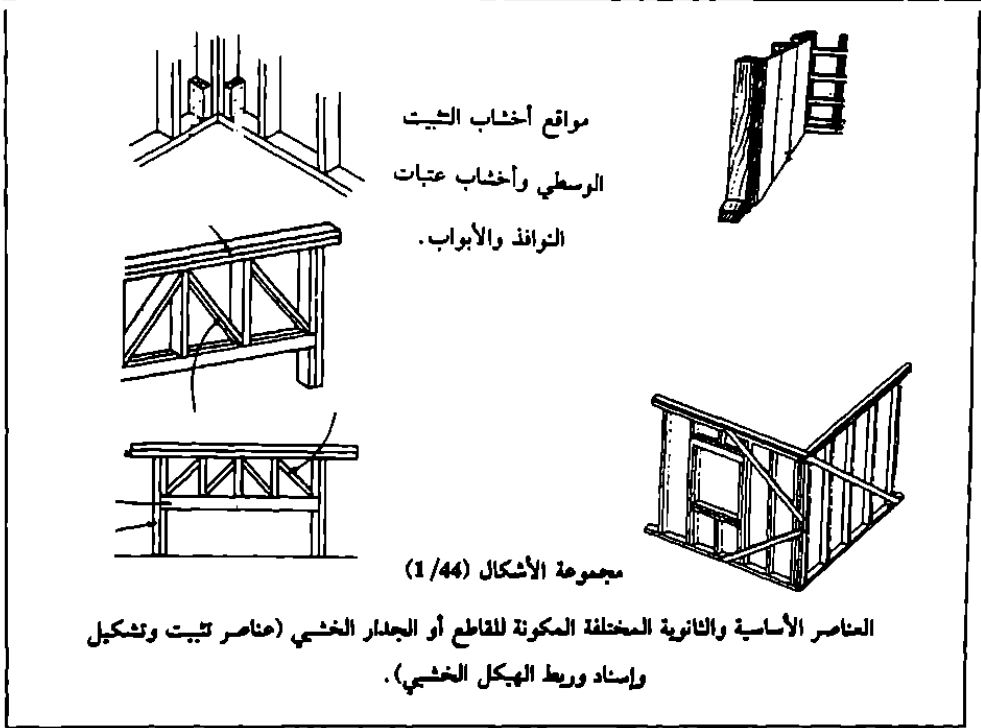 مواقع أخشاب التثبيت
الوسطي وأخشاب عتبات
النوافذ والأبواب.
مجموعة الأشكال (1/44)
العناصر الأساسية والثانوية المختلفة المكونة للقاطع أو الجدار الخشبي (عناصر تثبيت وتشكيل
وإسناد وربط الهيكل الخشبي).